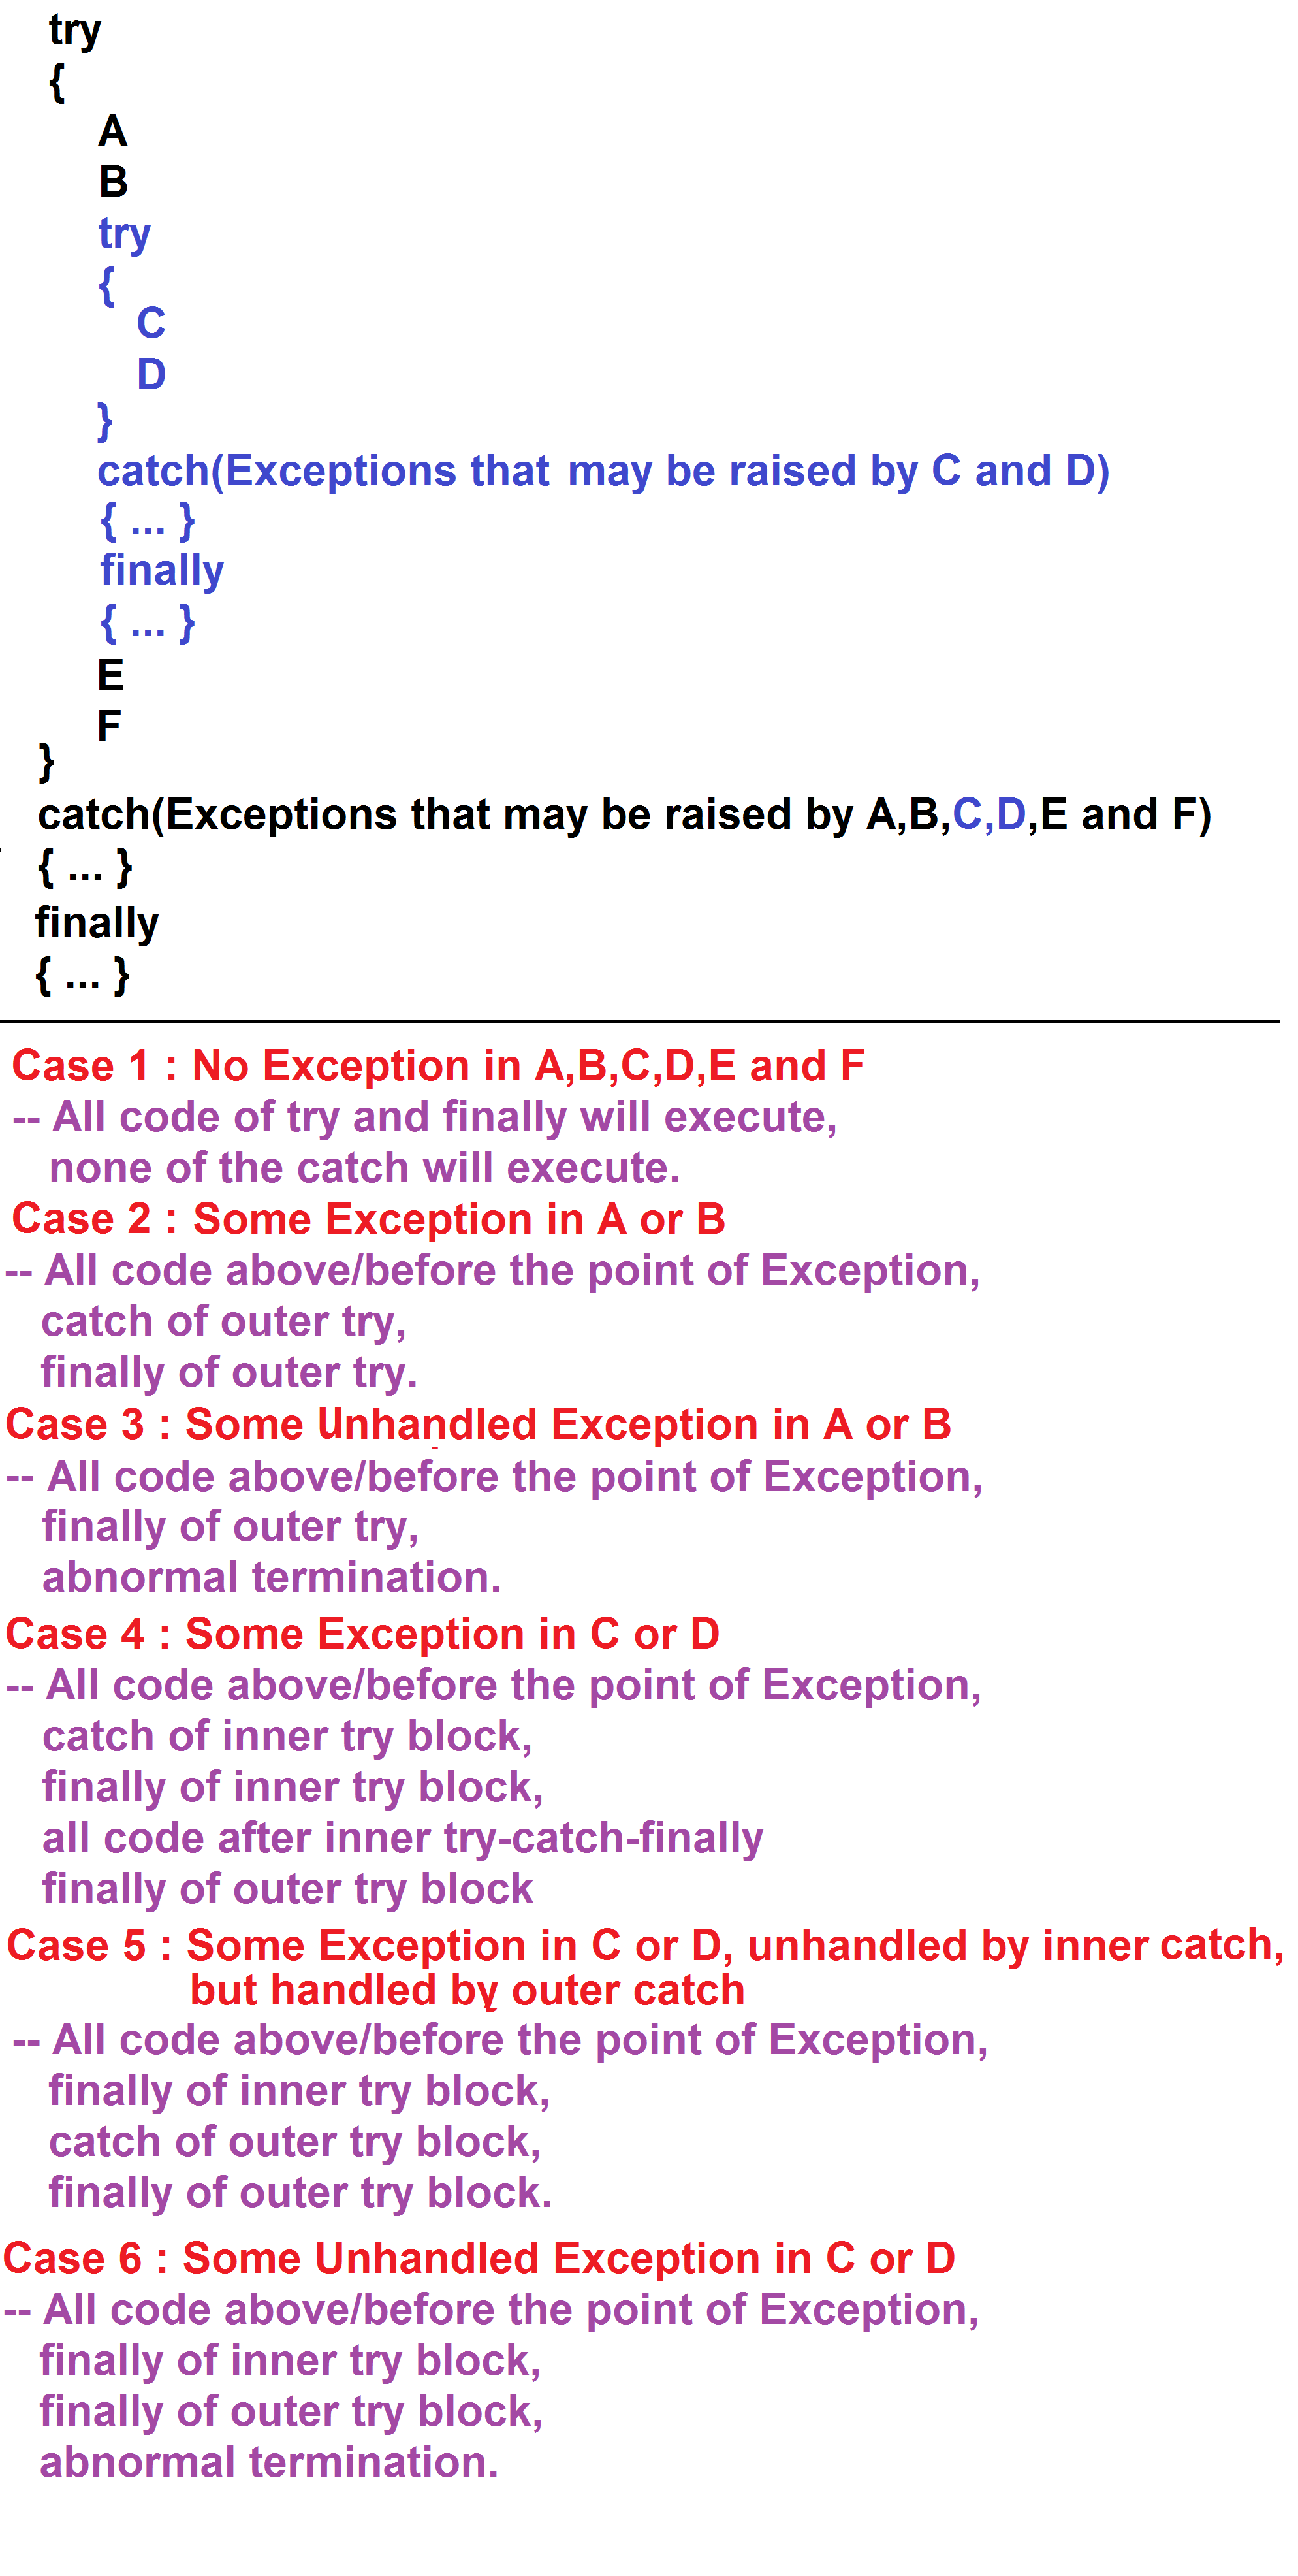 try
{
A
B
try
{
C
D
}
catch(Exceptions that may be raised by C and D)
{ ... }
finally
{ ... }
E
F
}
catch(Exceptions that may be raised by A,B,C,D,E and F)
{ ... }
finally
{ ... }
Case 1 : No Exception in A,B,C,D,E and F
-- All code of try and finally will execute,
none of the catch will execute.
Case 2 : Some Exception in A or B
-- All code above/before the point of Exception,
catch of outer try,
finally of outer try.
Case 3 : Some Unhandled Exception in A or B
-- All code above/before the point of Exception,
finally of outer try,
abnormal termination.
Case 4 : Some Exception in C or D
-- All code above/before the point of Exception,
catch of inner try block,
finally of inner try block,
all code after inner try-catch-finally
finally of outer try block
Case 5 : Some Exception in C or D, unhandled by inner catch,
but handled by outer catch
-- All code above/before the point of Exception,
finally of inner try block,
catch of outer try block,
finally of outer try block.
Case 6 : Some Unhandled Exception in C or D
-- All code above/before the point of Exception,
finally of inner try block,
finally of outer try block,
abnormal termination.